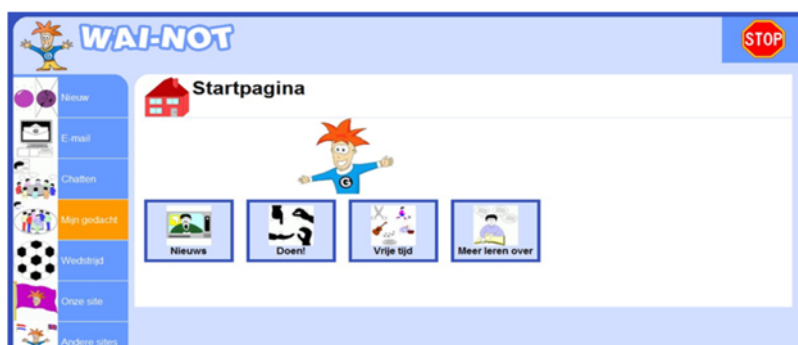 WAI-NOT
STOP
Startpagina
Nieuw
E-mail
Chatten
Mijn gedacht
Wedstrijd
Onze site
Andere sites
G
Nieuws
Doen!
Vrije tijd
Meer leren over